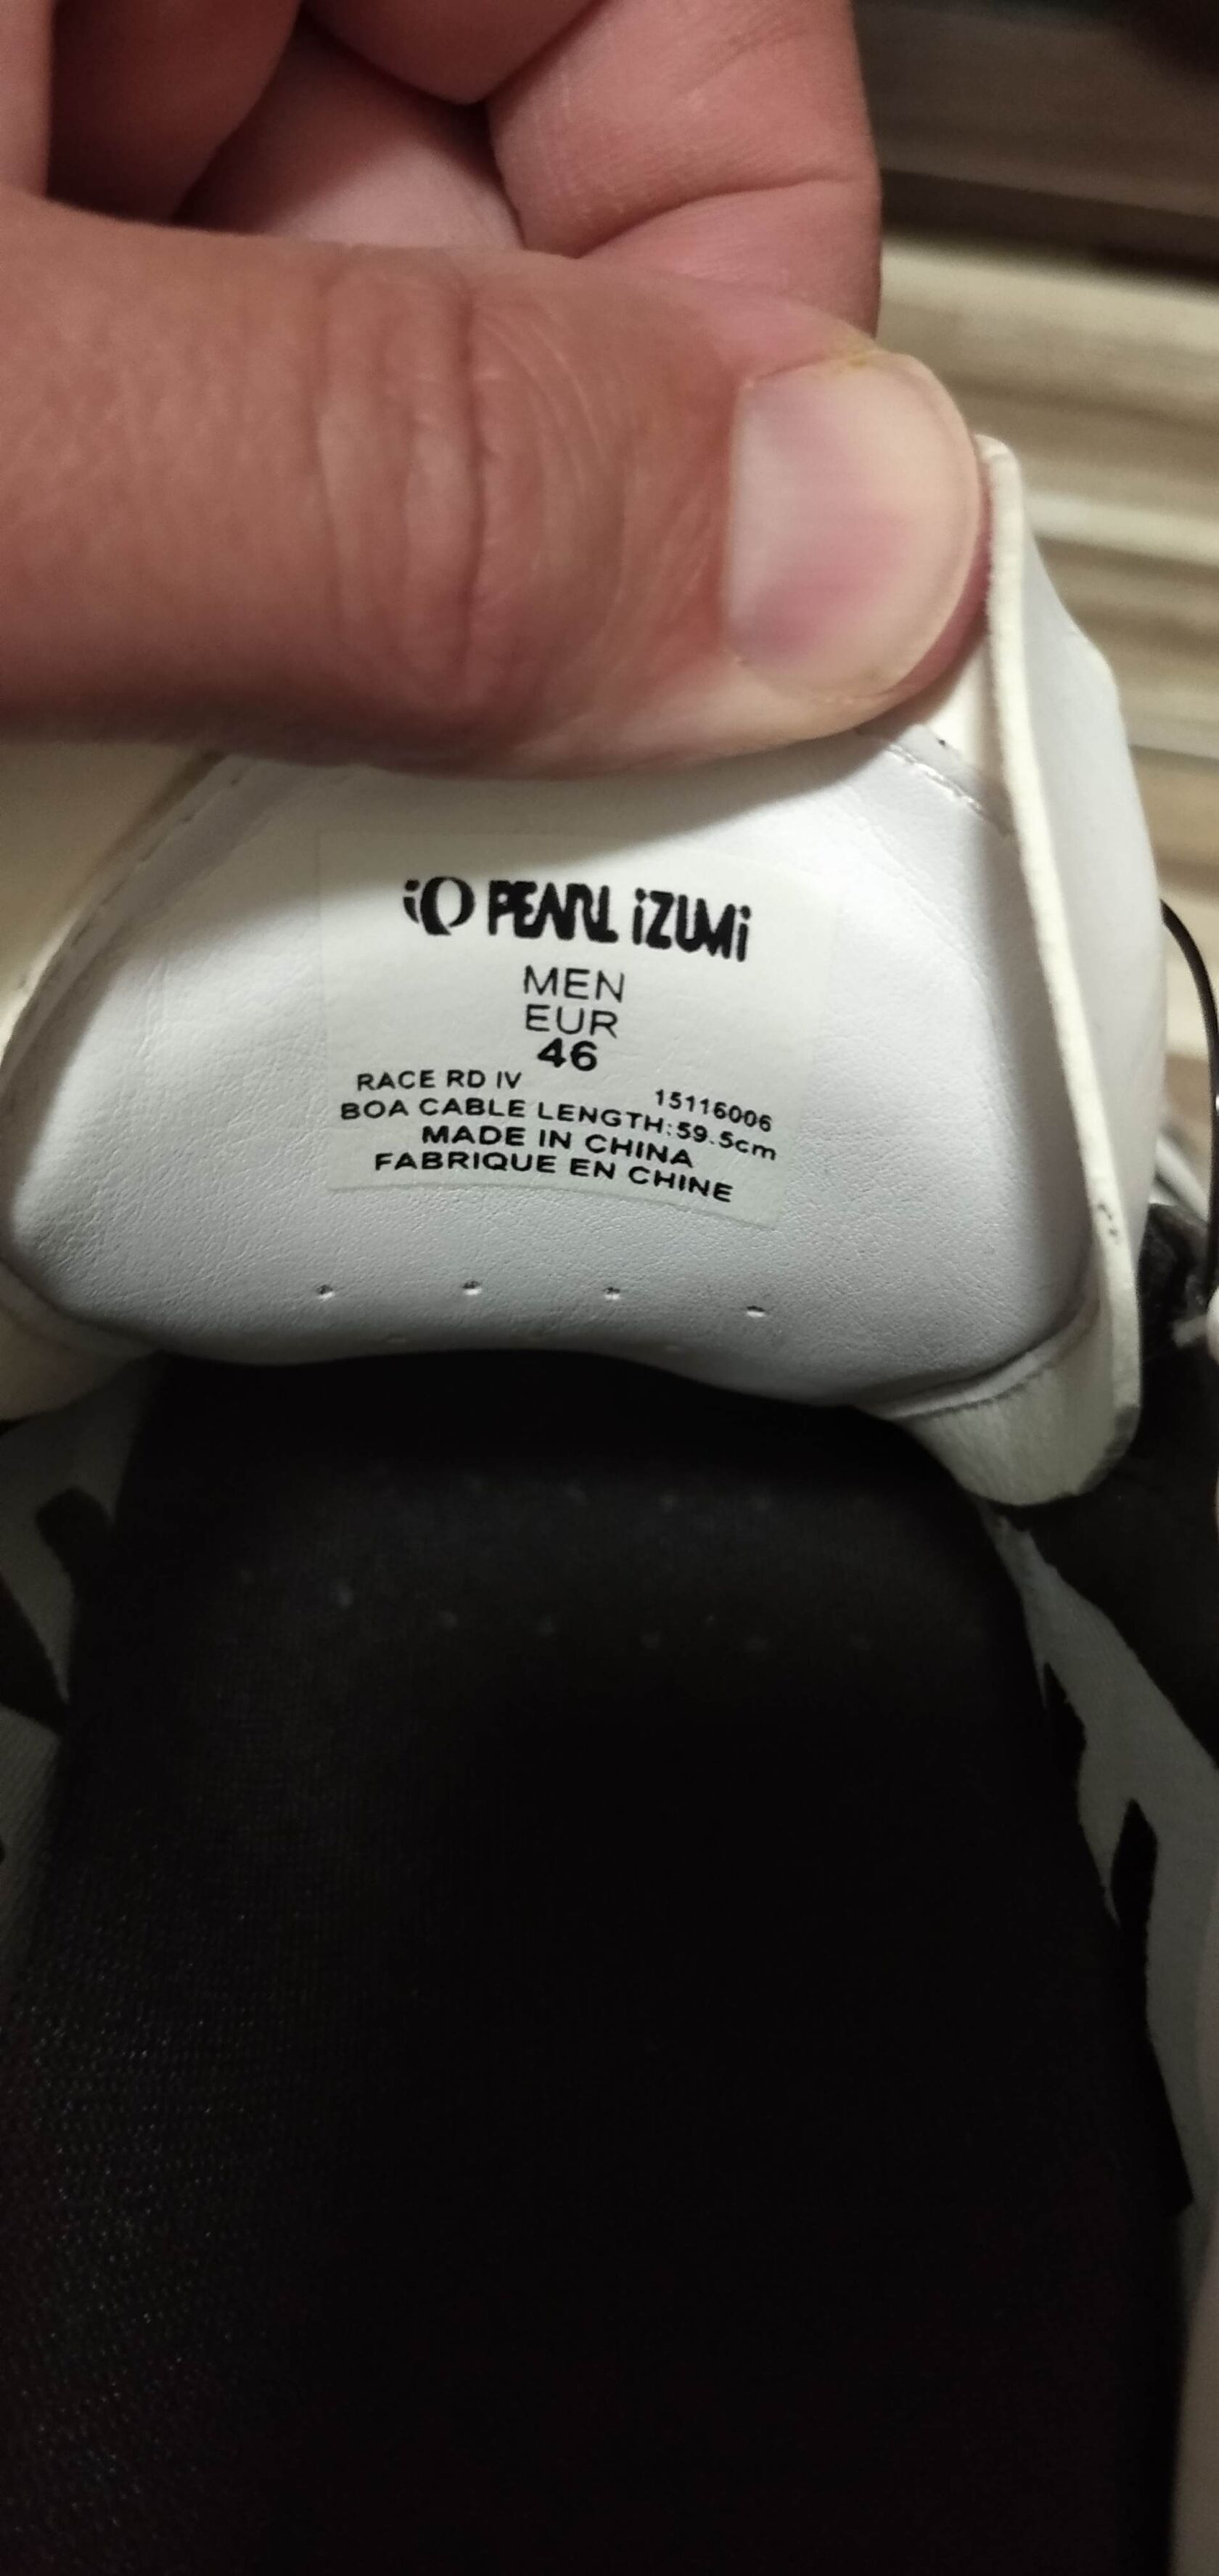 PEARL iZUMi
MEN
EUR
46
RACE RD IV 15116006
BOA CABLE LENGTH:59.5cm
MADE IN CHINA
FABRIQUE EN CHINE